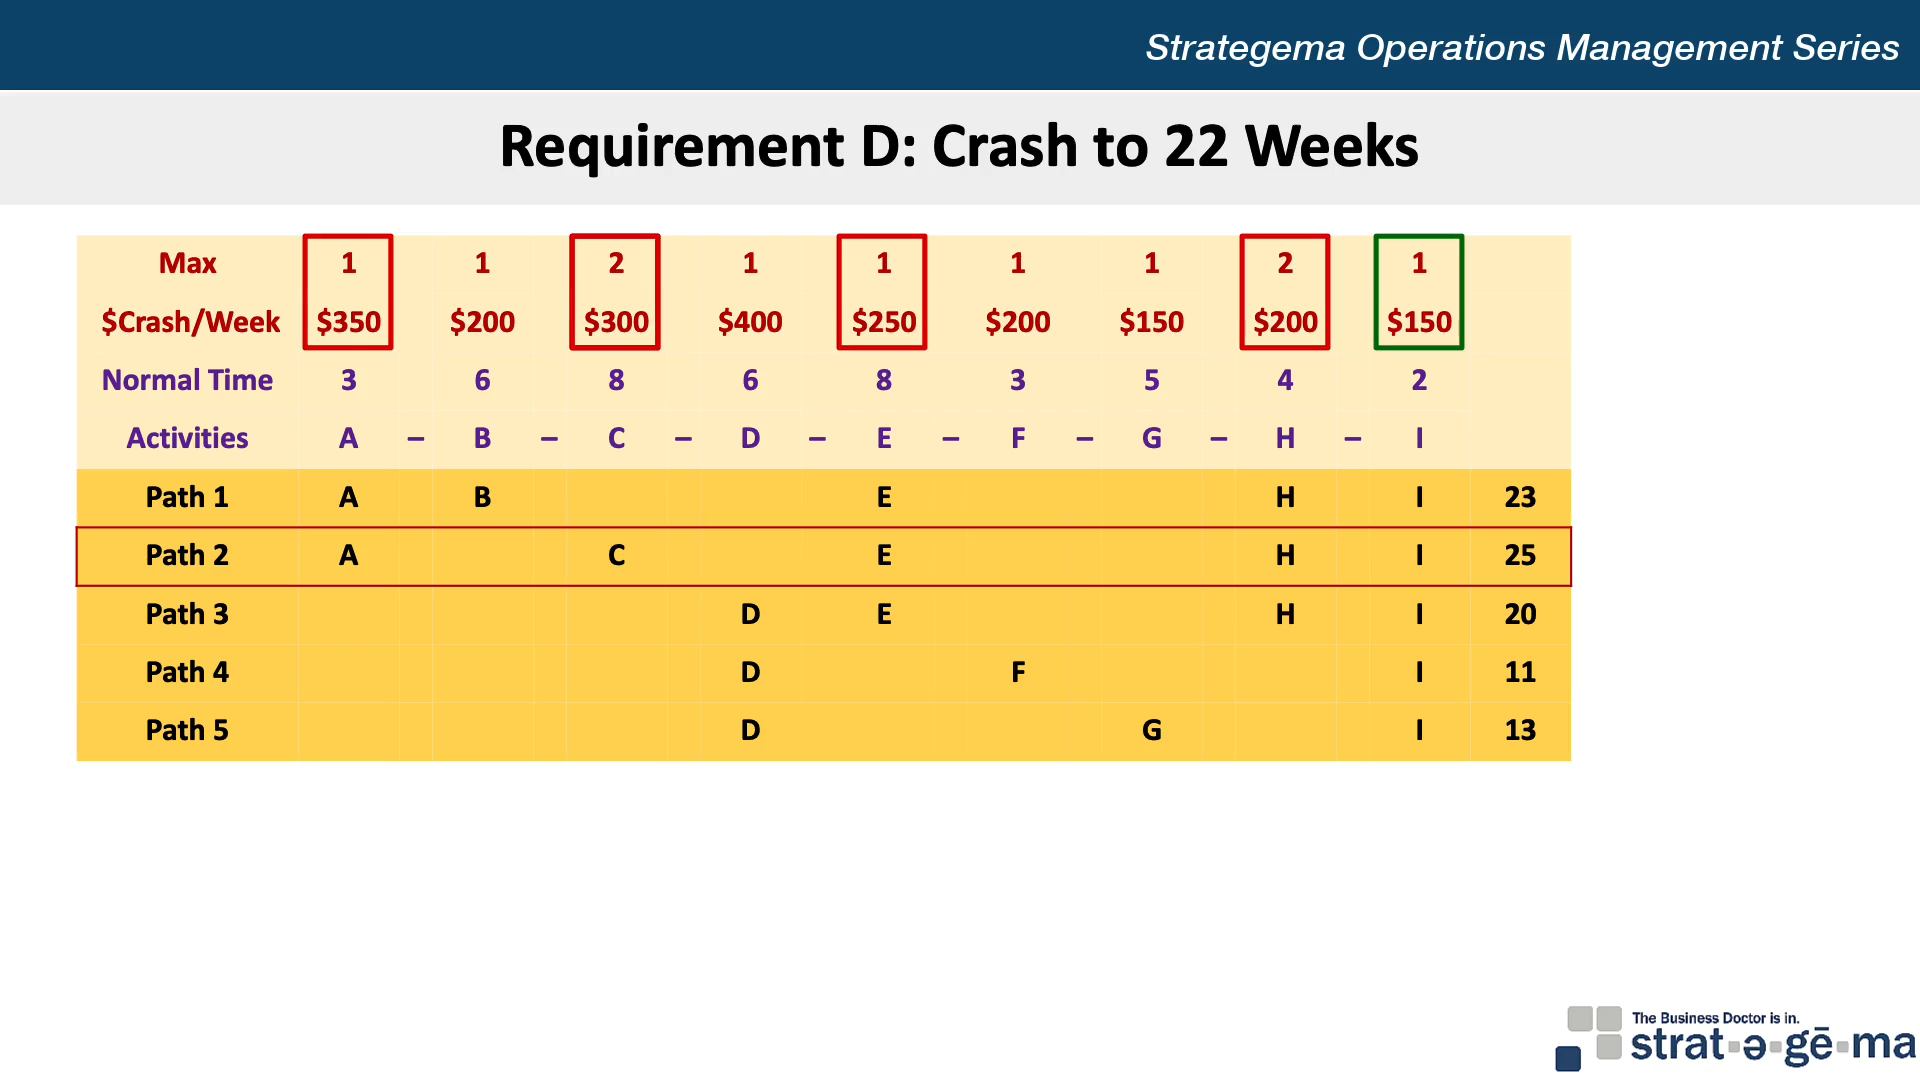 Strategema Operations Management Series
Requirement D: Crash to 22 Weeks
Max 1 1 2 1 1 1 1 2 1
$Crash/Week $350 $200 $300 $400 $250 $200 $150 $200 $150
Normal Time 3 6 8 6 8 3 5 4 2
Activities A – B – C – D – E – F – G – H – I
Path 1 A B E H I 23
Path 2 A C E H I 25
Path 3 D E H I 20
Path 4 D F I 11
Path 5 D G I 13
The Business Doctor is in.
strat▪ə▪gē▪ma